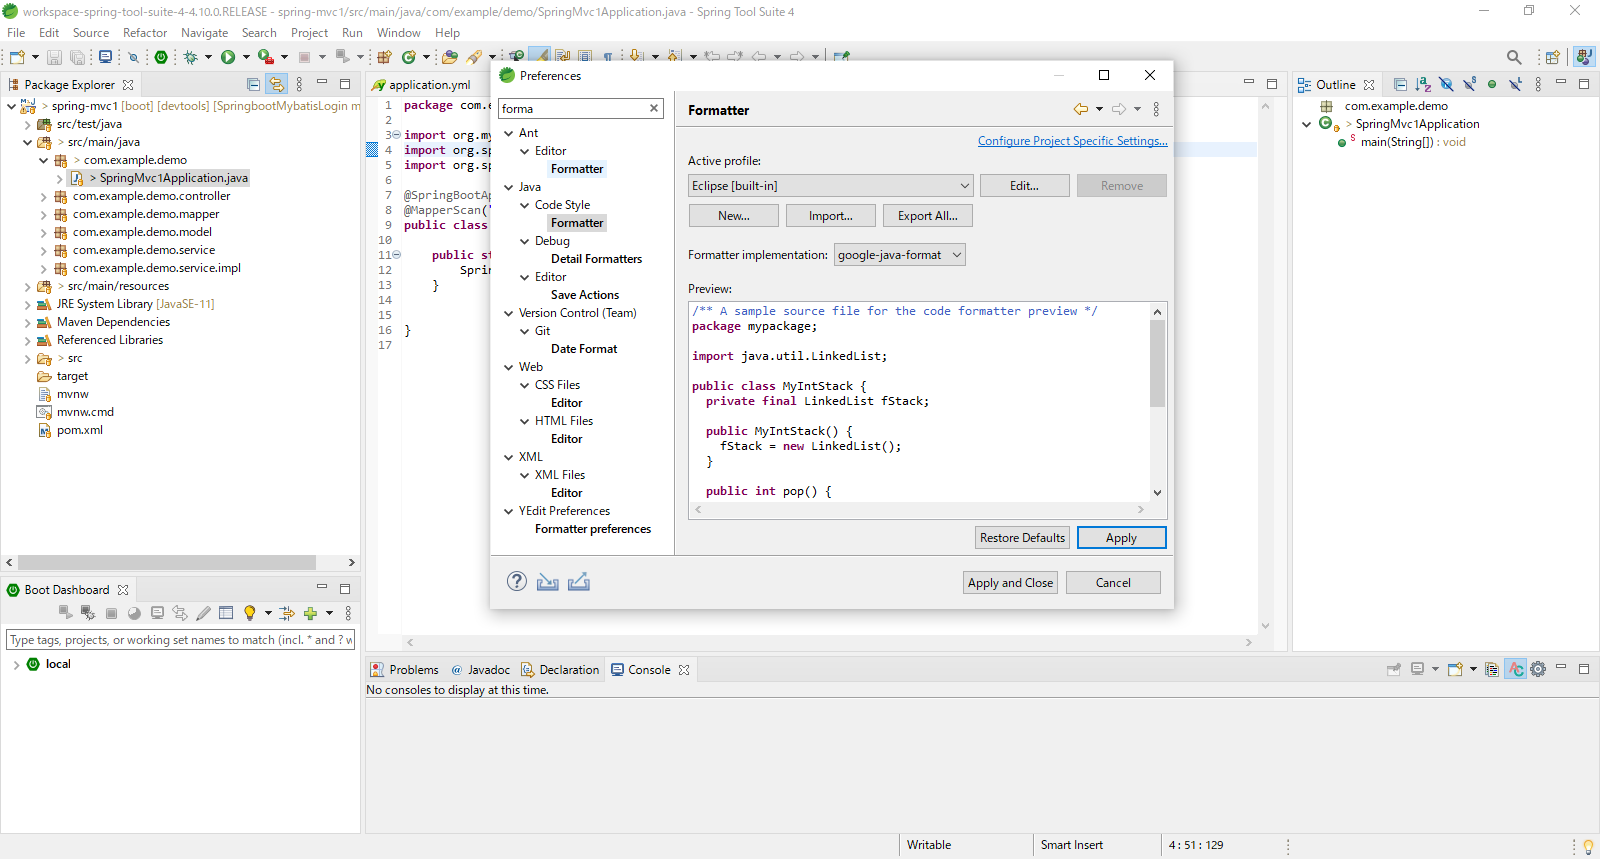 workspace-spring-tool-suite-4-4.10.0.RELEASE - spring-mvc1/src/main/java/com/example/demo/SpringMvc1Application.java - Spring Tool Suite 4
File Edit Source Refactor Navigate Search Project Run Window Help
Package Explorer
> spring-mvc1 [boot] [devtools] [SpringbootMybatisLogin m
src/test/java
> src/main/java
> com.example.demo
> SpringMvc1Application.java
com.example.demo.controller
com.example.demo.mapper
com.example.demo.model
com.example.demo.service
com.example.demo.service.impl
> src/main/resources
JRE System Library [JavaSE-11]
Maven Dependencies
Referenced Libraries
> src
target
mvnw
mvnw.cmd
pom.xml
Boot Dashboard
Type tags, projects, or working set names to match (incl. * and ? w
local
application.yml
1 package com.e
2
3 import org.my
4 import org.sp
5 import org.sp
6
7 @SpringBootAp
8 @MapperScan("
9 public class
10
11 public st
12 Sprin
13 }
14
15
16 }
17
Preferences
forma
Ant
Editor
Formatter
Java
Code Style
Formatter
Debug
Detail Formatters
Editor
Save Actions
Version Control (Team)
Git
Date Format
Web
CSS Files
Editor
HTML Files
Editor
XML
XML Files
Editor
YEdit Preferences
Formatter preferences
Formatter
Configure Project Specific Settings...
Active profile:
Eclipse [built-in] Edit... Remove
New... Import... Export All...
Formatter implementation: google-java-format
Preview:
/** A sample source file for the code formatter preview */
package mypackage;
import java.util.LinkedList;
public class MyIntStack {
private final LinkedList fStack;
public MyIntStack() {
fStack = new LinkedList();
}
public int pop() {
Restore Defaults Apply
Apply and Close Cancel
Outline
com.example.demo
> SpringMvc1Application
main(String[]) : void
Problems @ Javadoc Declaration Console
No consoles to display at this time.
Writable Smart Insert 4 : 51 : 129